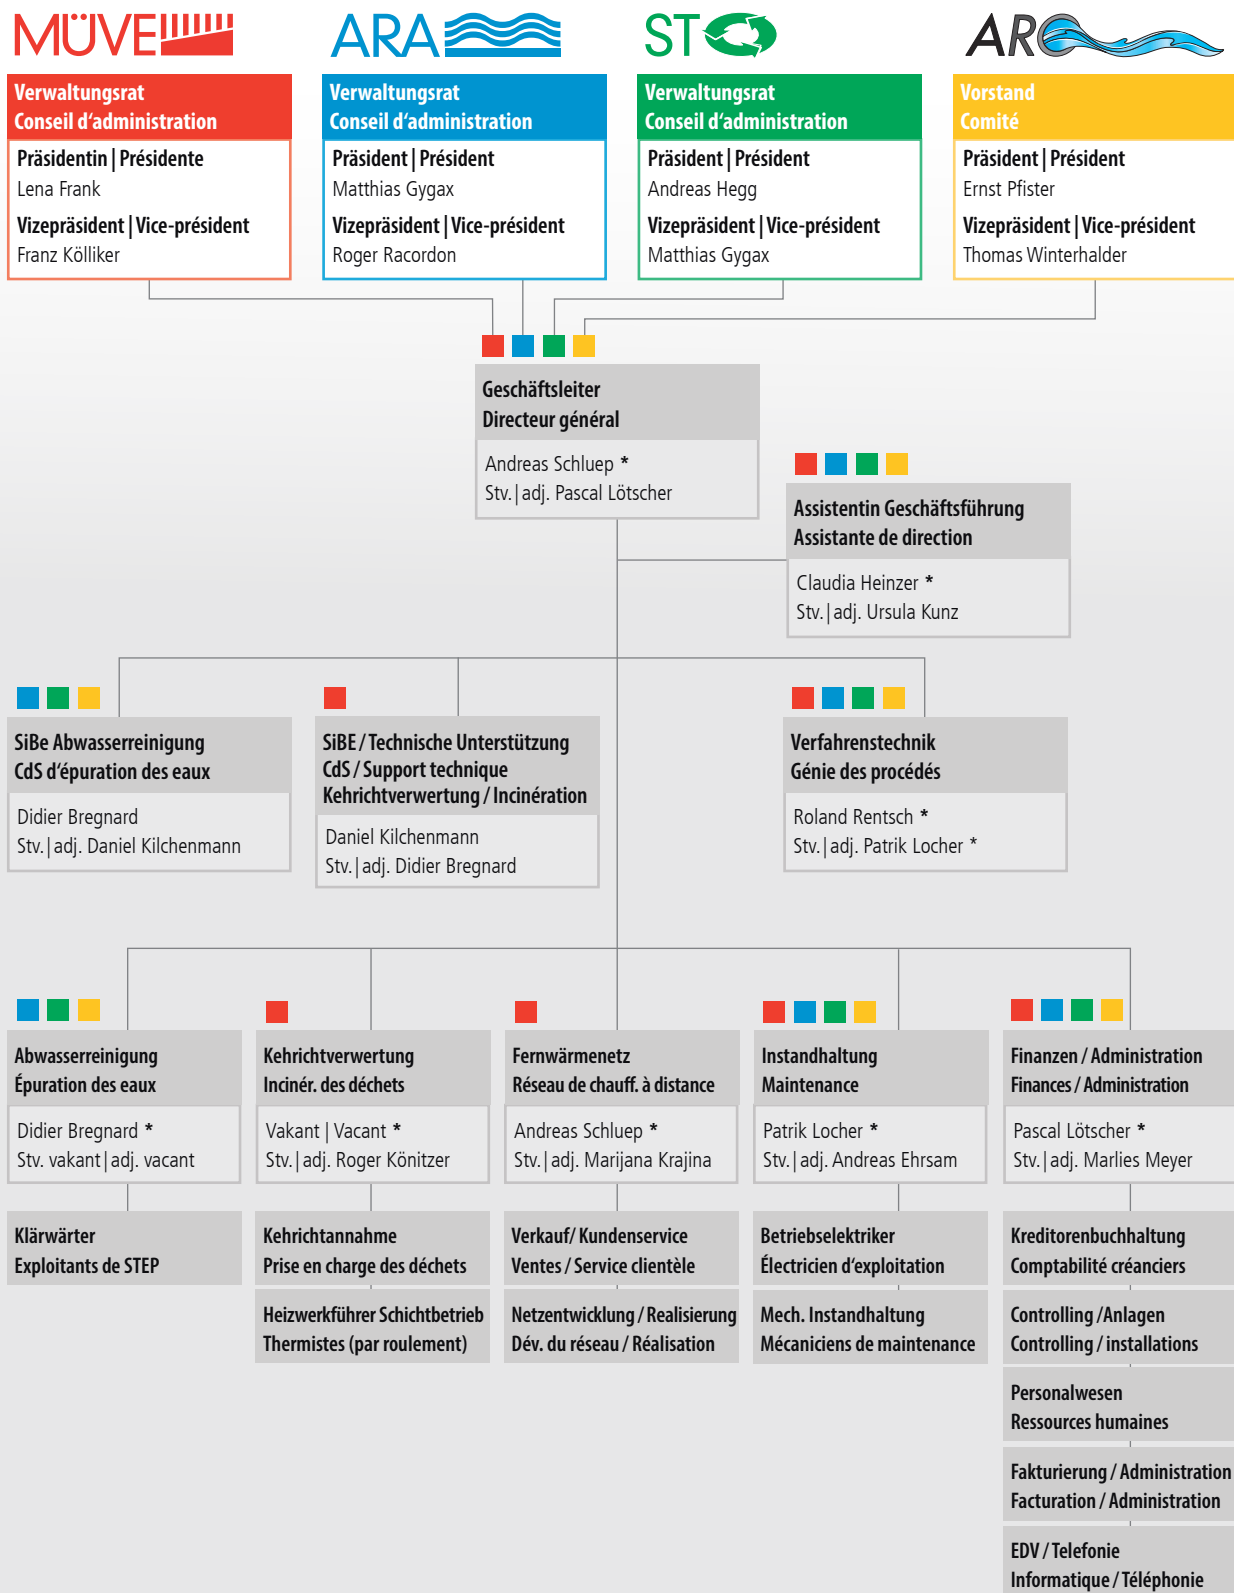 MÜVE
Verwaltungsrat
Conseil d‘administration
Präsidentin | Présidente
Lena Frank
Vizepräsident | Vice-président
Franz Kölliker
ARA
Verwaltungsrat
Conseil d‘administration
Präsident | Président
Matthias Gygax
Vizepräsident | Vice-président
Roger Racordon
ST
Verwaltungsrat
Conseil d‘administration
Präsident | Président
Andreas Hegg
Vizepräsident | Vice-président
Matthias Gygax
ARC
Vorstand
Comité
Präsident | Président
Ernst Pfister
Vizepräsident | Vice-président
Thomas Winterhalder
Geschäftsleiter
Directeur général
Andreas Schluep *
Stv. | adj. Pascal Lötscher
Assistentin Geschäftsführung
Assistante de direction
Claudia Heinzer *
Stv. | adj. Ursula Kunz
SiBe Abwasserreinigung
CdS d‘épuration des eaux
Didier Bregnard
Stv. | adj. Daniel Kilchenmann
SiBE / Technische Unterstützung
CdS / Support technique
Kehrichtverwertung / Incinération
Daniel Kilchenmann
Stv. | adj. Didier Bregnard
Verfahrenstechnik
Génie des procédés
Roland Rentsch *
Stv. | adj. Patrik Locher *
Abwasserreinigung
Épuration des eaux
Didier Bregnard *
Stv. vakant | adj. vacant
Klärwärter
Exploitants de STEP
Kehrichtverwertung
Incinér. des déchets
Vakant | Vacant *
Stv. | adj. Roger Könitzer
Kehrichtannahme
Prise en charge des déchets
Heizwerkführer Schichtbetrieb
Thermistes (par roulement)
Fernwärmenetz
Réseau de chauff. à distance
Andreas Schluep *
Stv. | adj. Marijana Krajina
Verkauf/ Kundenservice
Ventes / Service clientèle
Netzentwicklung / Realisierung
Dév. du réseau / Réalisation
Instandhaltung
Maintenance
Patrik Locher *
Stv. | adj. Andreas Ehrsam
Betriebselektriker
Électricien d‘exploitation
Mech. Instandhaltung
Mécaniciens de maintenance
Finanzen / Administration
Finances / Administration
Pascal Lötscher *
Stv. | adj. Marlies Meyer
Kreditorenbuchhaltung
Comptabilité créanciers
Controlling /Anlagen
Controlling / installations
Personalwesen
Ressources humaines
Fakturierung / Administration
Facturation / Administration
EDV / Telefonie
Informatique / Téléphonie